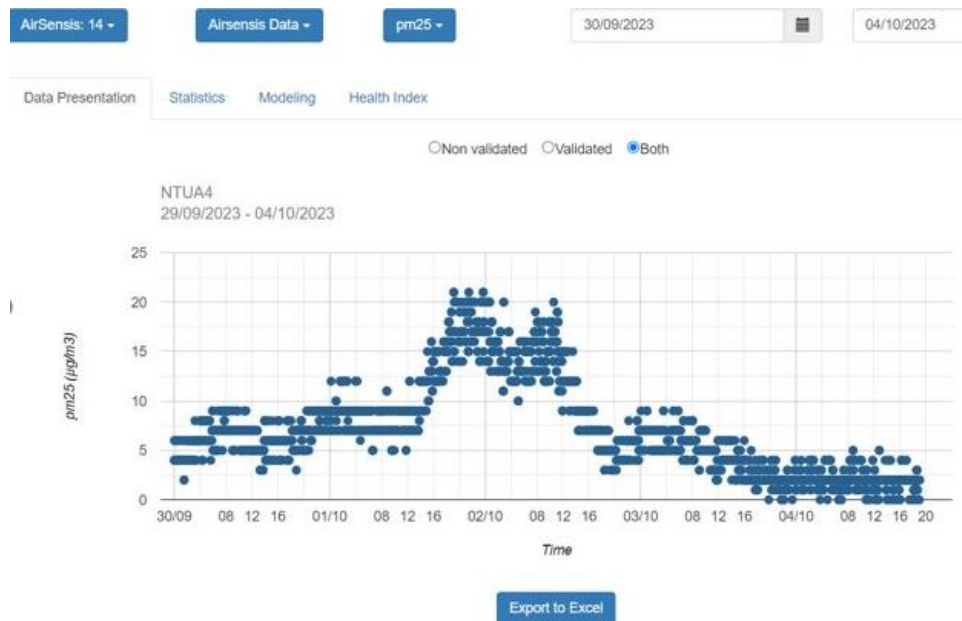 AirSensis: 14 Airsensis Data pm25 30/09/2023 04/10/2023
Data Presentation Statistics Modeling Health Index
Non validated Validated Both
NTUA4
29/09/2023 - 04/10/2023
25
20
15
10
5
0
pm25 (µg/m3)
30/09 08 12 16 01/10 08 12 16 02/10 08 12 16 03/10 08 12 16 04/10 08 12 16 20
Time
Export to Excel